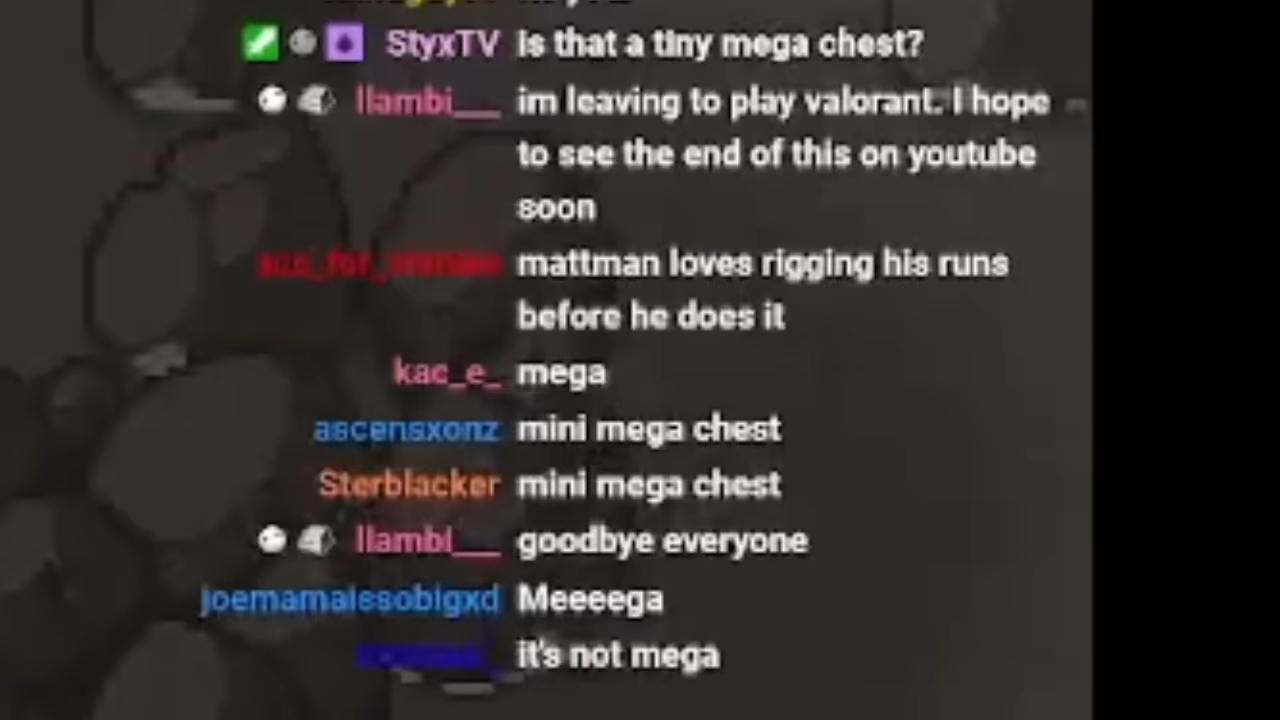 StyxTV Is that a tiny mega chest?
llambi___ im leaving to play valorant. I hope
to see the end of this on youtube
soon
mattman loves rigging his runs
before he does it
kac_e_ mega
ascensxonz mini mega chest
Sterblacker mini mega chest
llambi___ goodbye everyone
joemamaissobigxd Meeeega
it's not mega